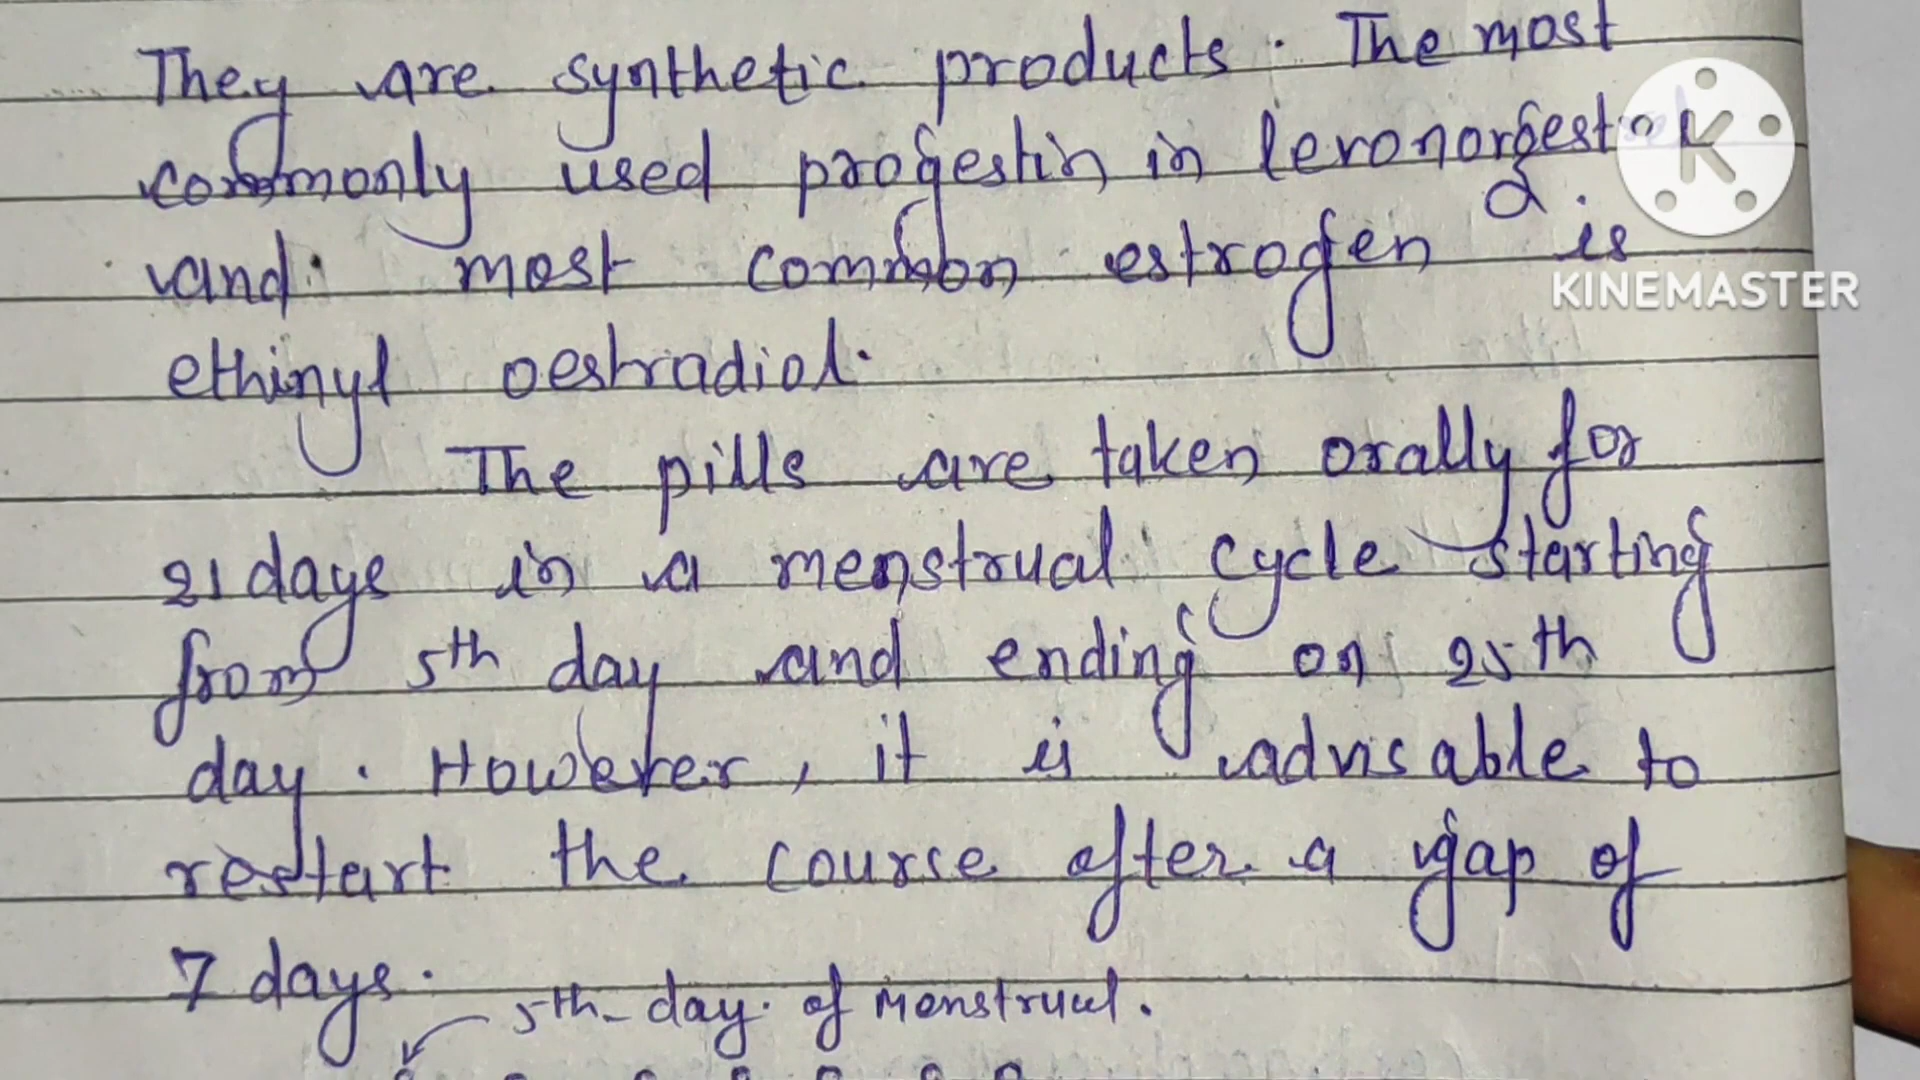 They are synthetic products. The most
commonly used progestin in levonorgestrel
and most common estrogen is
ethinyl oestradiol.
The pills are taken orally for
21 days in a menstrual cycle starting
from 5th day and ending on 25th
day. However, it is advisable to
restart the course after a gap of
7 days.
5th day of menstrual.
KINEMASTER